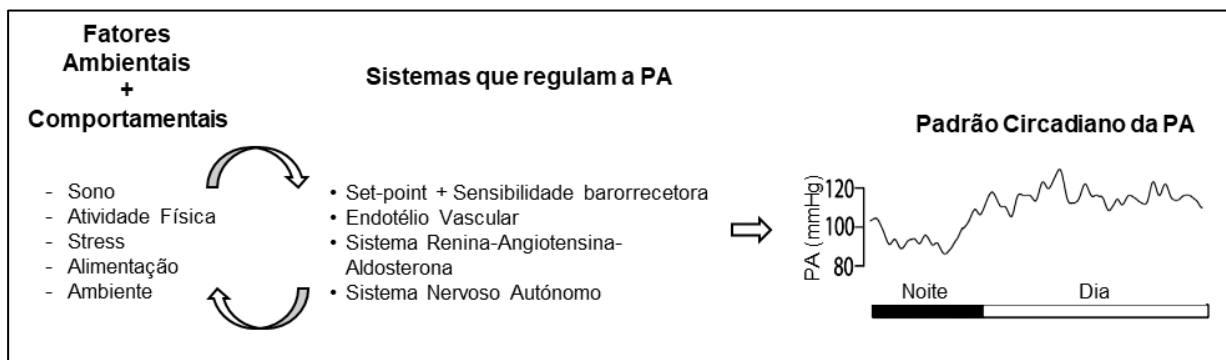 Fatores
Ambientais
+
Comportamentais
- Sono
- Atividade Física
- Stress
- Alimentação
- Ambiente
Sistemas que regulam a PA
• Set-point + Sensibilidade barorrecetora
• Endotélio Vascular
• Sistema Renina-Angiotensina-
Aldosterona
• Sistema Nervoso Autónomo
Padrão Circadiano da PA
PA (mmHg)
120
100
80
Noite
Dia